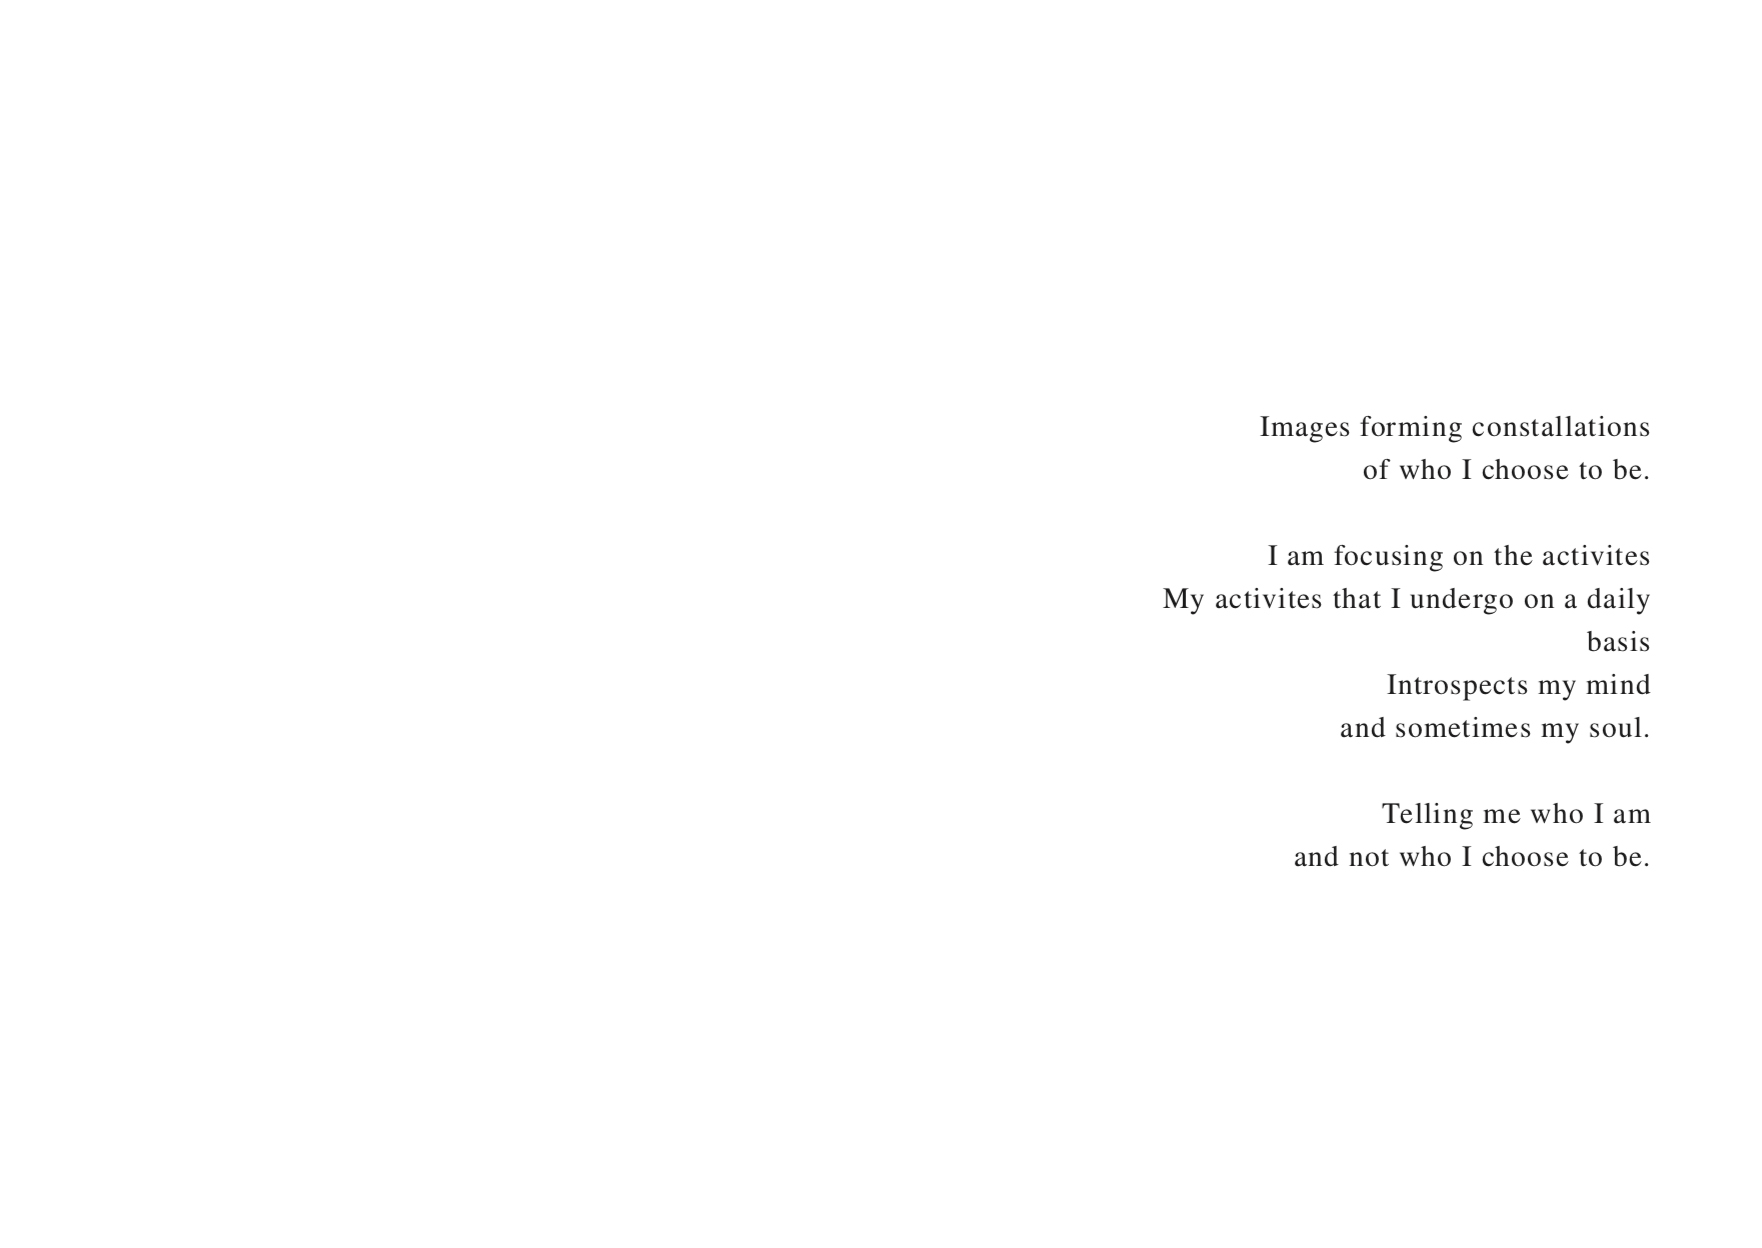 Images forming constallations
of who I choose to be.
I am focusing on the activites
My activites that I undergo on a daily
basis
Introspects my mind
and sometimes my soul.
Telling me who I am
and not who I choose to be.